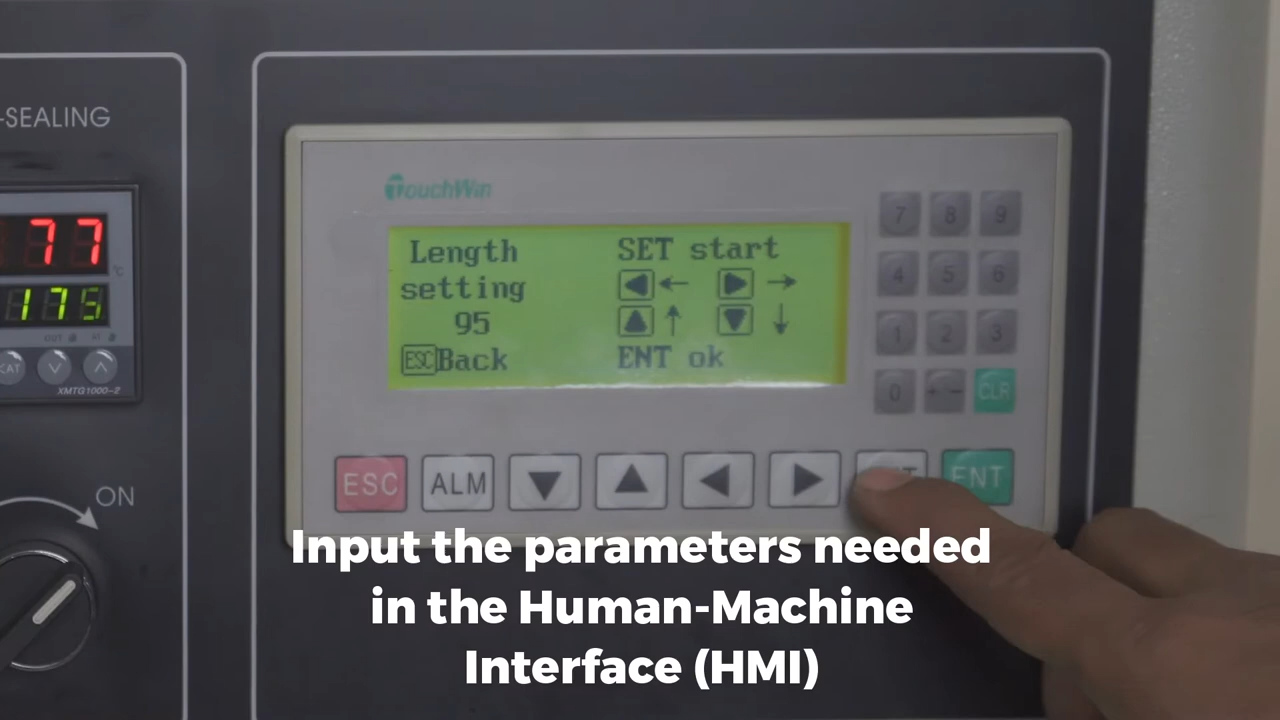 -SEALING
TouchWin
77
°C
175
OUT AT
XMTG1000-2
Length SET start
setting ← →
95 ↑ ↓
ESC Back ENT ok
7 8 9
4 5 6
1 2 3
0 CLR
ESC ALM ENT
ON
Input the parameters needed
in the Human-Machine
Interface (HMI)